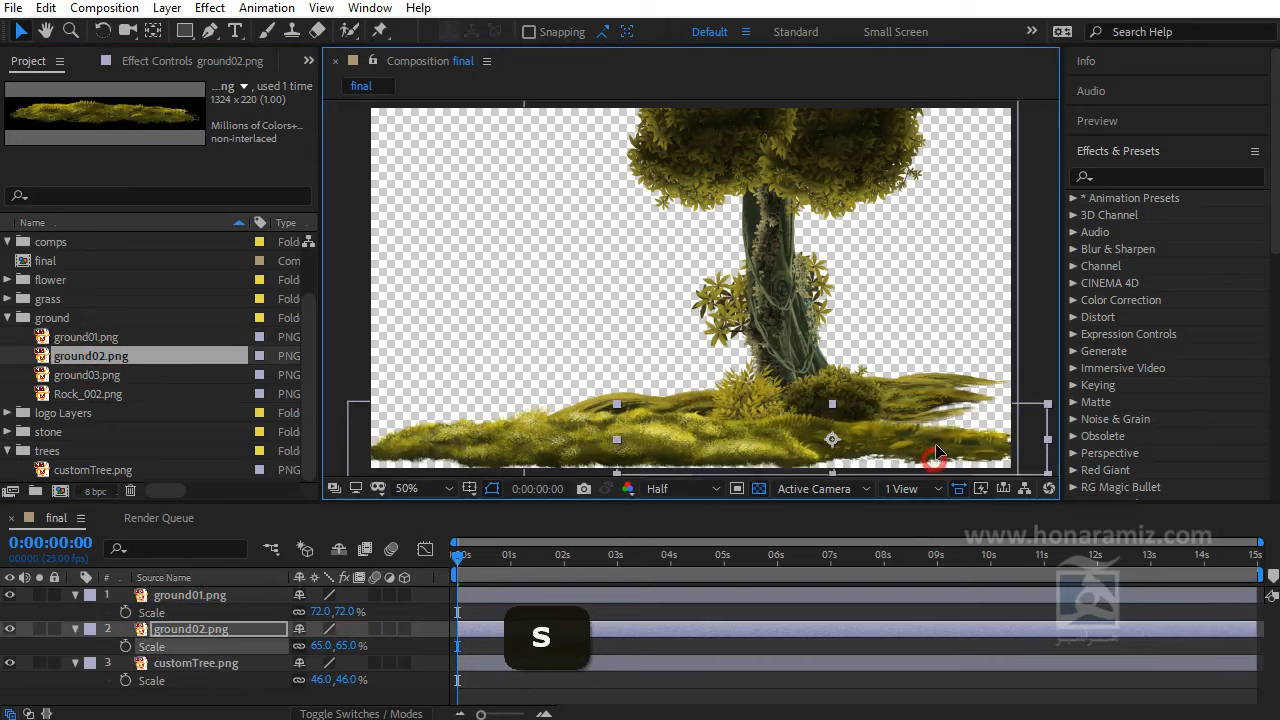 File Edit Composition Layer Effect Animation View Window Help
Snapping Default Standard Small Screen Search Help
Project Effect Controls ground02.png
Composition final
final
...ng , used 1 time
1324 x 220 (1.00)
Millions of Colors+...
non-interlaced
Name Type
comps Fold
final Com
flower Fold
grass Fold
ground Fold
ground01.png PNG
ground02.png PNG
ground03.png PNG
Rock_002.png PNG
logo Layers Fold
stone Fold
trees Fold
customTree.png PNG
8 bpc
50% 0:00:00:00 Half Active Camera 1 View
Info
Audio
Preview
Effects & Presets
* Animation Presets
3D Channel
Audio
Blur & Sharpen
Channel
CINEMA 4D
Color Correction
Distort
Expression Controls
Generate
Immersive Video
Keying
Matte
Noise & Grain
Obsolete
Perspective
Red Giant
RG Magic Bullet
final Render Queue
0:00:00:00
00000 (25.00 fps)
# Source Name
:00s 01s 02s 03s 04s 05s 06s 07s 08s 09s 10s 11s 12s 13s 14s 15s
1 ground01.png
Scale 72.0,72.0 %
2 ground02.png
Scale 65.0,65.0 %
3 customTree.png
Scale 46.0,46.0 %
Toggle Switches / Modes
S
www.honaramiz.com